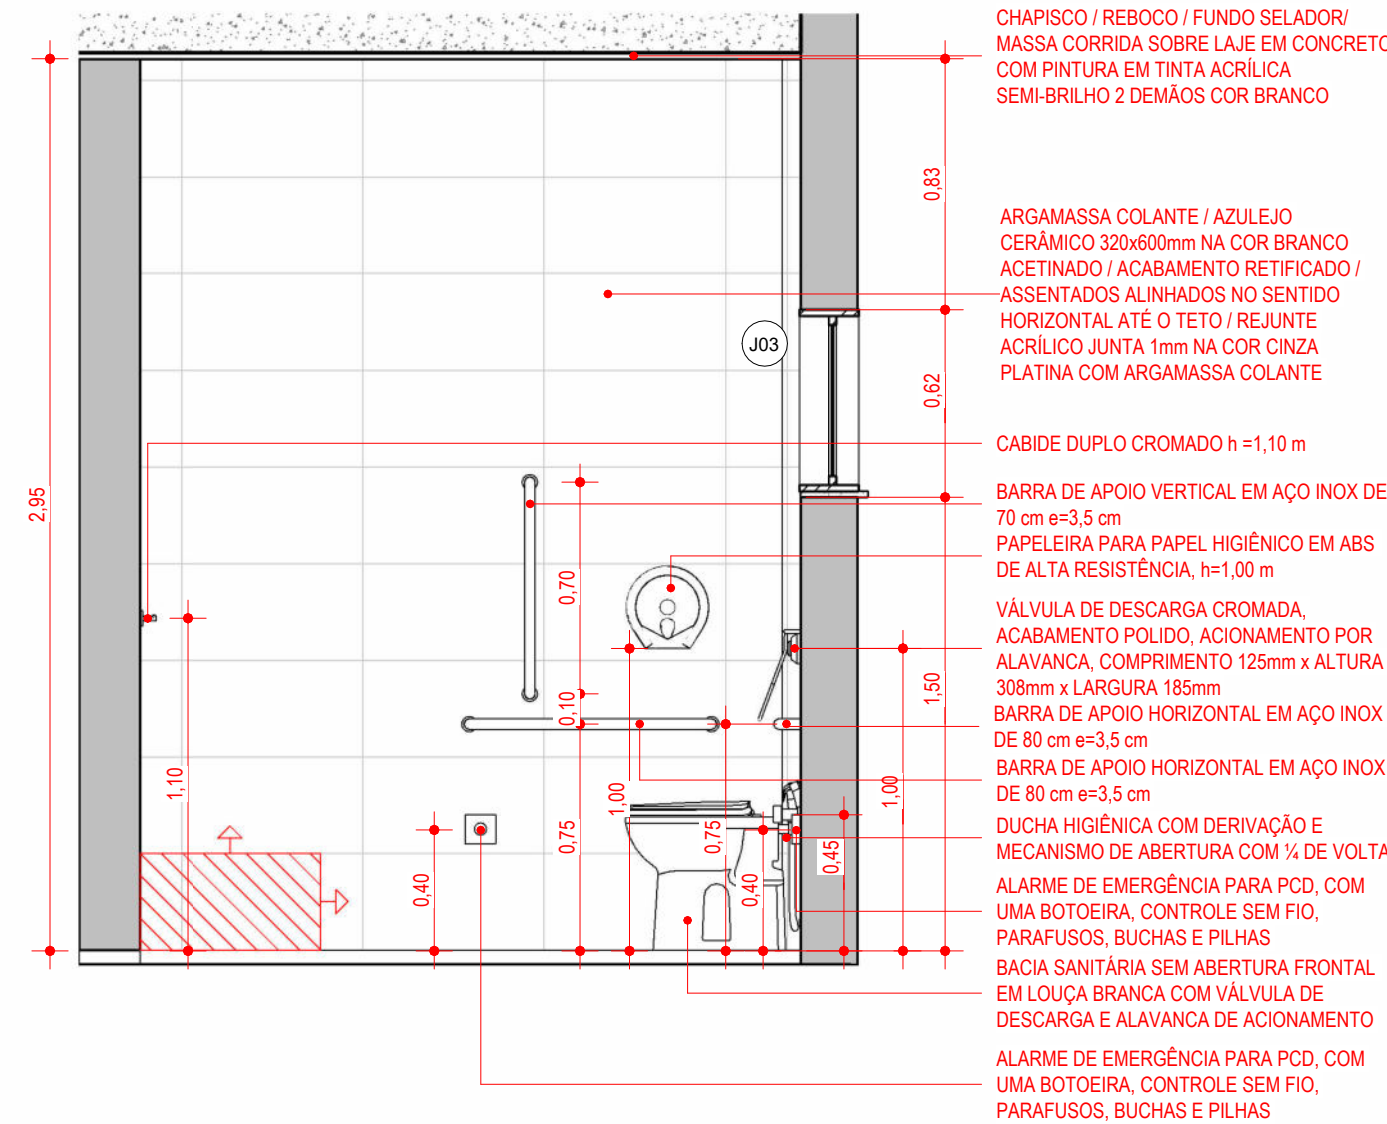 CHAPISCO / REBOCO / FUNDO SELADOR/
MASSA CORRIDA SOBRE LAJE EM CONCRETO
COM PINTURA EM TINTA ACRÍLICA
SEMI-BRILHO 2 DEMÃOS COR BRANCO
ARGAMASSA COLANTE / AZULEJO
CERÂMICO 320x600mm NA COR BRANCO
ACETINADO / ACABAMENTO RETIFICADO /
ASSENTADOS ALINHADOS NO SENTIDO
HORIZONTAL ATÉ O TETO / REJUNTE
ACRÍLICO JUNTA 1mm NA COR CINZA
PLATINA COM ARGAMASSA COLANTE
CABIDE DUPLO CROMADO h =1,10 m
BARRA DE APOIO VERTICAL EM AÇO INOX DE
70 cm e=3,5 cm
PAPELEIRA PARA PAPEL HIGIÊNICO EM ABS
DE ALTA RESISTÊNCIA, h=1,00 m
VÁLVULA DE DESCARGA CROMADA,
ACABAMENTO POLIDO, ACIONAMENTO POR
ALAVANCA, COMPRIMENTO 125mm x ALTURA
308mm x LARGURA 185mm
BARRA DE APOIO HORIZONTAL EM AÇO INOX
DE 80 cm e=3,5 cm
BARRA DE APOIO HORIZONTAL EM AÇO INOX
DE 80 cm e=3,5 cm
DUCHA HIGIÊNICA COM DERIVAÇÃO E
MECANISMO DE ABERTURA COM ¼ DE VOLTA
ALARME DE EMERGÊNCIA PARA PCD, COM
UMA BOTOEIRA, CONTROLE SEM FIO,
PARAFUSOS, BUCHAS E PILHAS
BACIA SANITÁRIA SEM ABERTURA FRONTAL
EM LOUÇA BRANCA COM VÁLVULA DE
DESCARGA E ALAVANCA DE ACIONAMENTO
ALARME DE EMERGÊNCIA PARA PCD, COM
UMA BOTOEIRA, CONTROLE SEM FIO,
PARAFUSOS, BUCHAS E PILHAS
J03
2,95
1,10
0,40
0,70
0,10
0,75
1,00
0,75
0,40
0,45
1,00
0,83
0,62
1,50